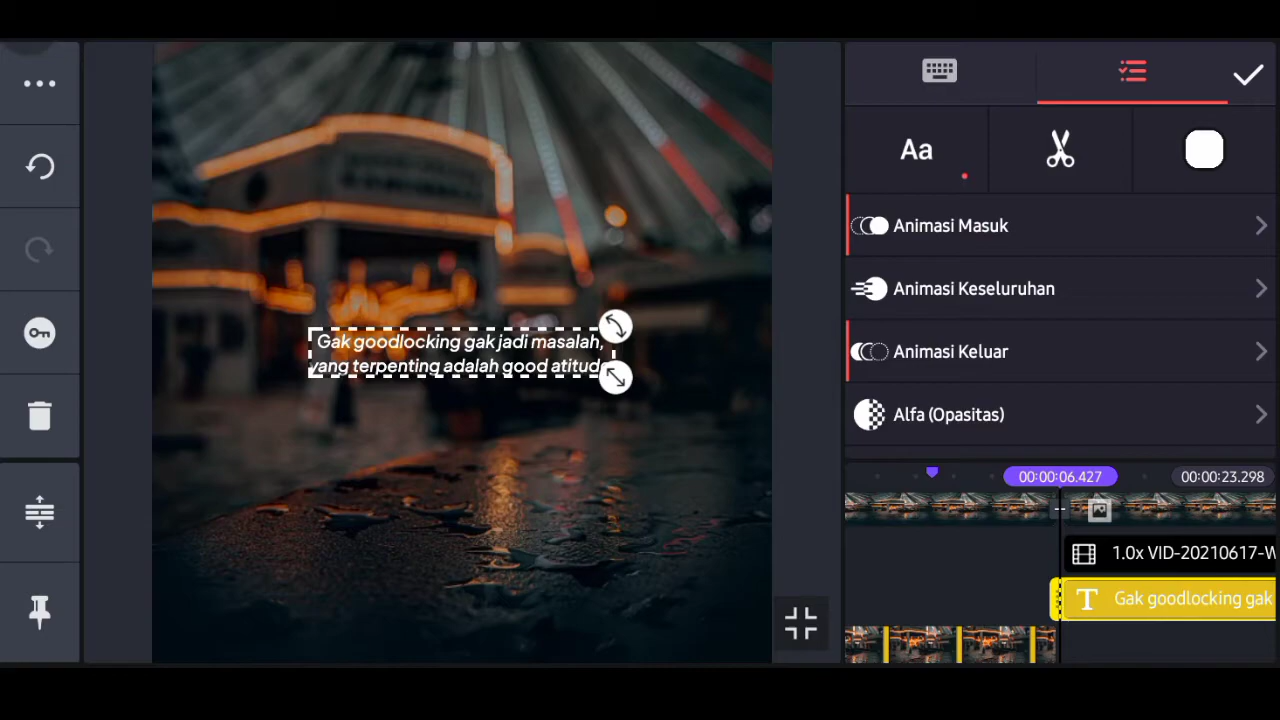 Aa
Animasi Masuk
Animasi Keseluruhan
Animasi Keluar
Alfa (Opasitas)
Gak goodlocking gak jadi masalah,
yang terpenting adalah good atitud
00:00:06.427
00:00:23.298
1.0x VID-20210617-W
T Gak goodlocking gak